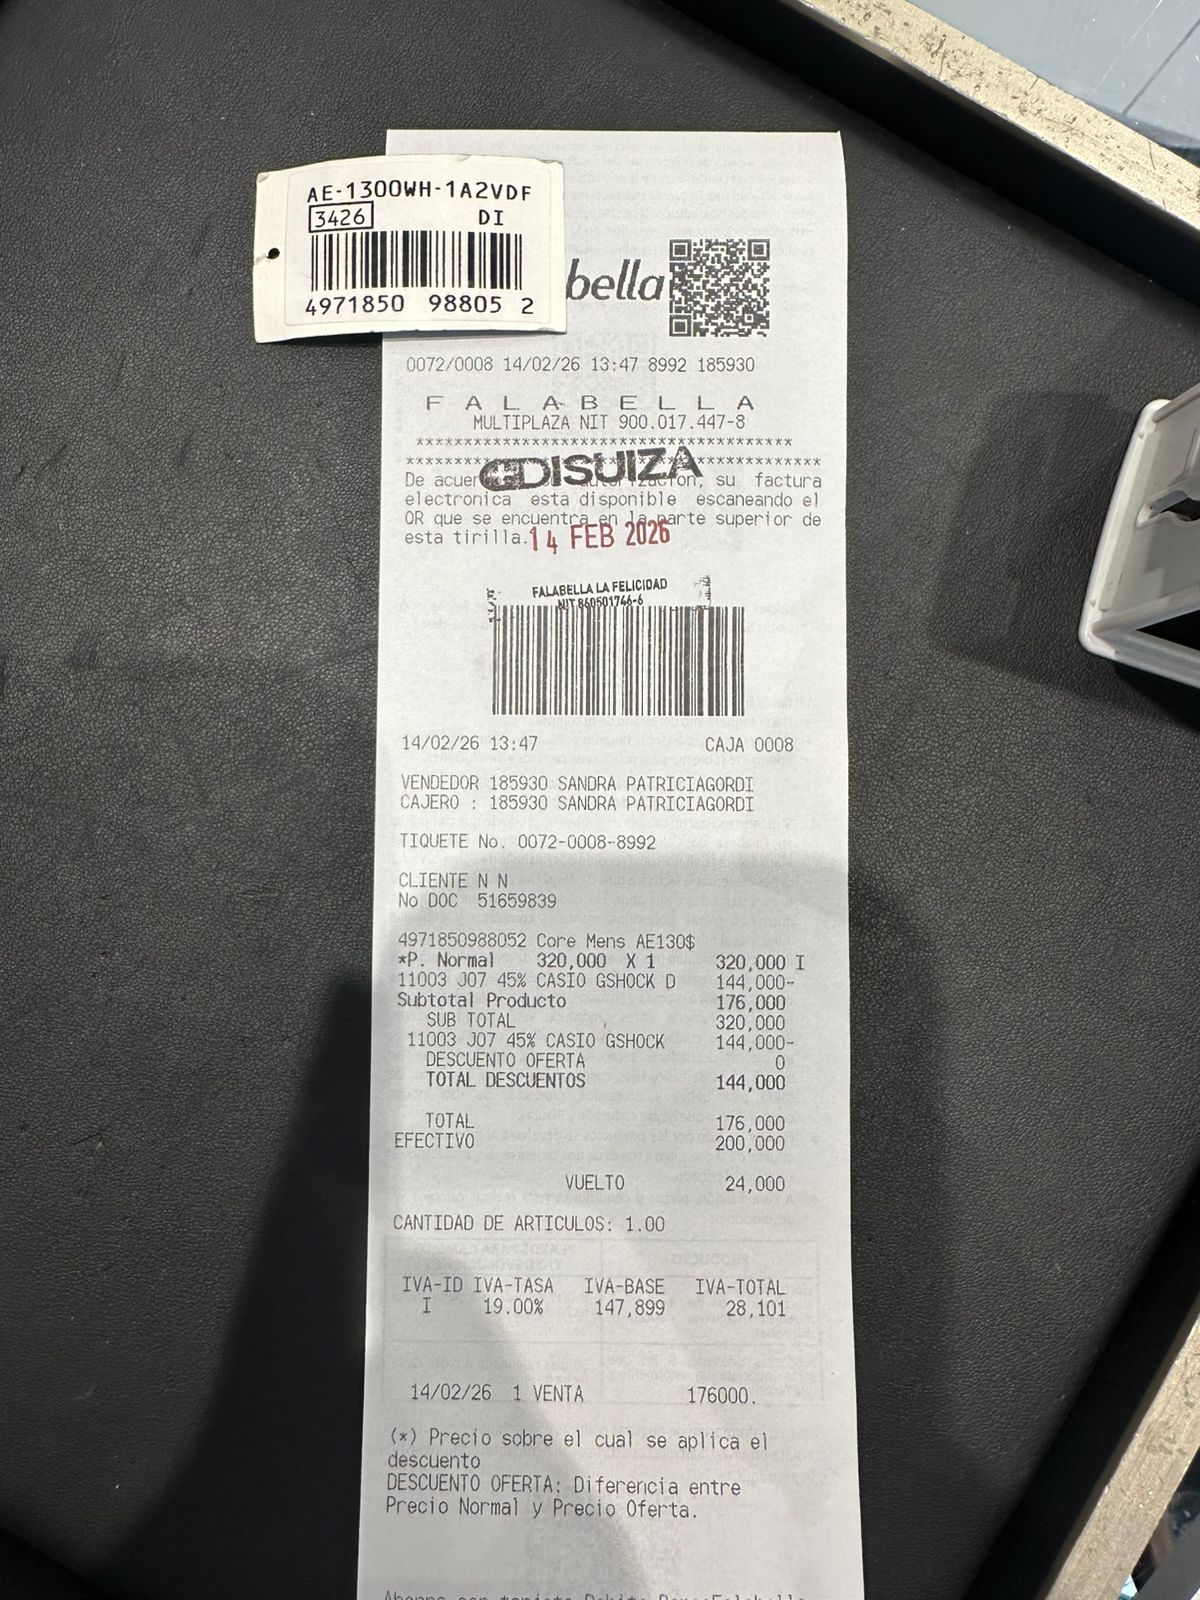 AE-1300WH-1A2VDF
3426 DI
4971850 98805 2
bella
0072/0008 14/02/26 13:47 8992 185930
FALABELLA
MULTIPLAZA NIT 900.017.447-8
**************************************
******************************************
DISUIZA
De acuer autorizacion, su factura
electronica esta disponible escaneando el
QR que se encuentra en la parte superior de
esta tirilla.
14 FEB 2026
FALABELLA LA FELICIDAD
NIT 860501746-6
14/02/26 13:47 CAJA 0008
VENDEDOR 185930 SANDRA PATRICIAGORDI
CAJERO : 185930 SANDRA PATRICIAGORDI
TIQUETE No. 0072-0008-8992
CLIENTE N N
No DOC 51659839
4971850988052 Core Mens AE130$
*P. Normal 320,000 X 1 320,000 I
11003 J07 45% CASIO GSHOCK D 144,000-
Subtotal Producto 176,000
SUB TOTAL 320,000
11003 J07 45% CASIO GSHOCK 144,000-
DESCUENTO OFERTA 0
TOTAL DESCUENTOS 144,000
TOTAL 176,000
EFECTIVO 200,000
VUELTO 24,000
CANTIDAD DE ARTICULOS: 1.00
IVA-ID IVA-TASA IVA-BASE IVA-TOTAL
I 19.00% 147,899 28,101
14/02/26 1 VENTA 176000.
(*) Precio sobre el cual se aplica el
descuento
DESCUENTO OFERTA: Diferencia entre
Precio Normal y Precio Oferta.